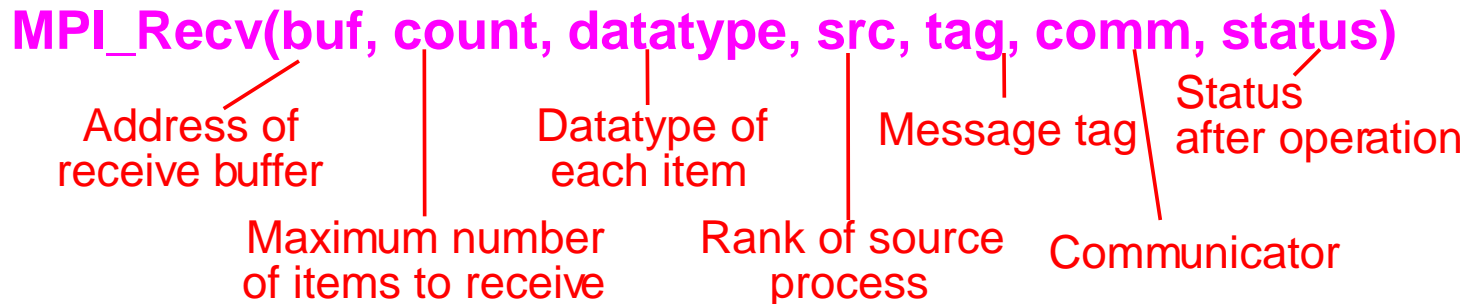 MPI_Recv(buf, count, datatype, src, tag, comm, status)
Address of
receive buffer
Maximum number
of items to receive
Datatype of
each item
Rank of source
process
Message tag
Communicator
Status
after operation